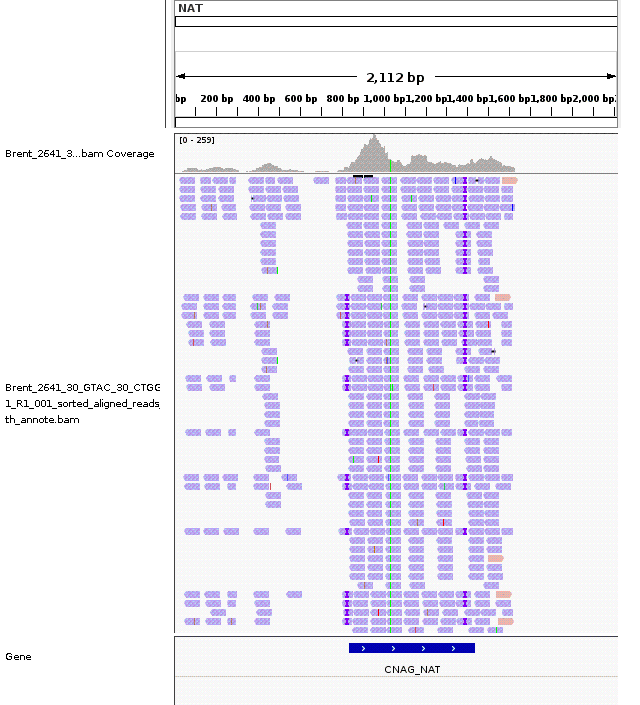 NAT
2,112 bp
bp 200 bp 400 bp 600 bp 800 bp 1,000 bp 1,200 bp 1,400 bp 1,600 bp 1,800 bp 2,000 bp 2
[0 - 259]
Brent_2641_3...bam Coverage
Brent_2641_30_GTAC_30_CTGG
1_R1_001_sorted_aligned_reads_
th_annote.bam
Gene
CNAG_NAT